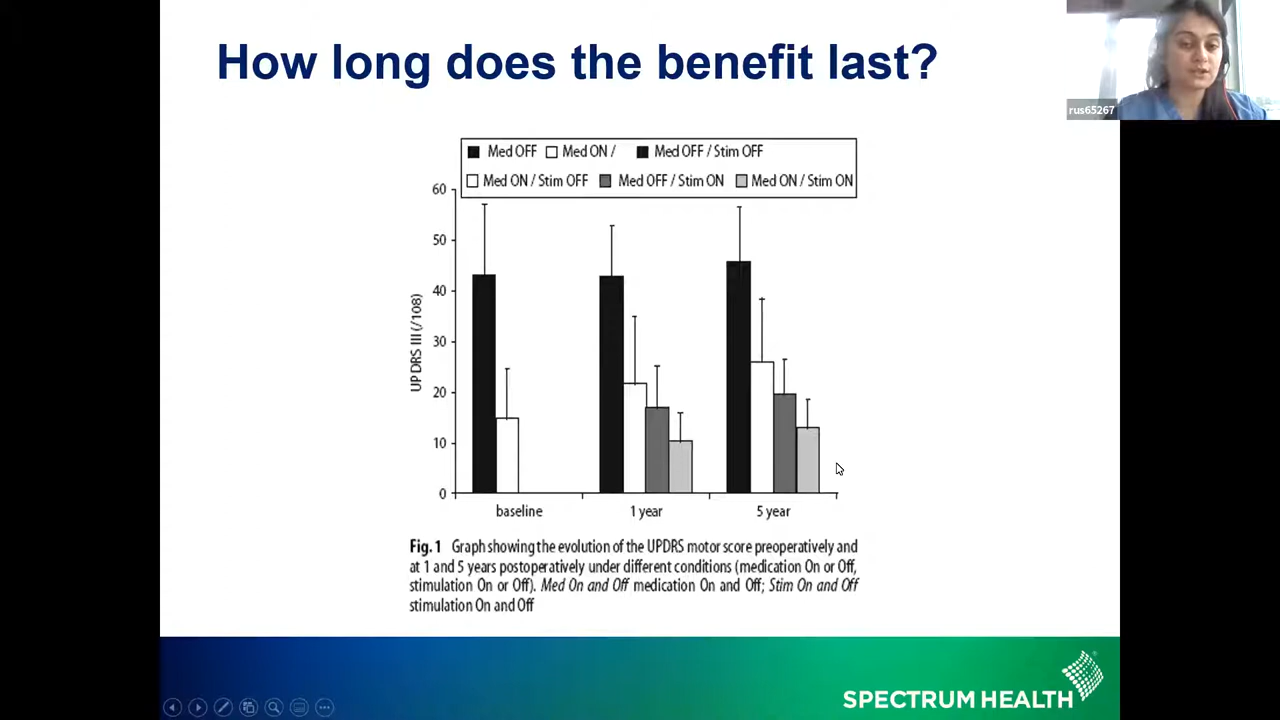 How long does the benefit last?
rus65267
Med OFF Med ON / Med OFF / Stim OFF
Med ON / Stim OFF Med OFF / Stim ON Med ON / Stim ON
60
50
40
30
20
10
0
UPDRS III (/108)
baseline 1 year 5 year
Fig. 1 Graph showing the evolution of the UPDRS motor score preoperatively and
at 1 and 5 years postoperatively under different conditions (medication On or Off,
stimulation On or Off). Med On and Off medication On and Off; Stim On and Off
stimulation On and Off
SPECTRUM HEALTH